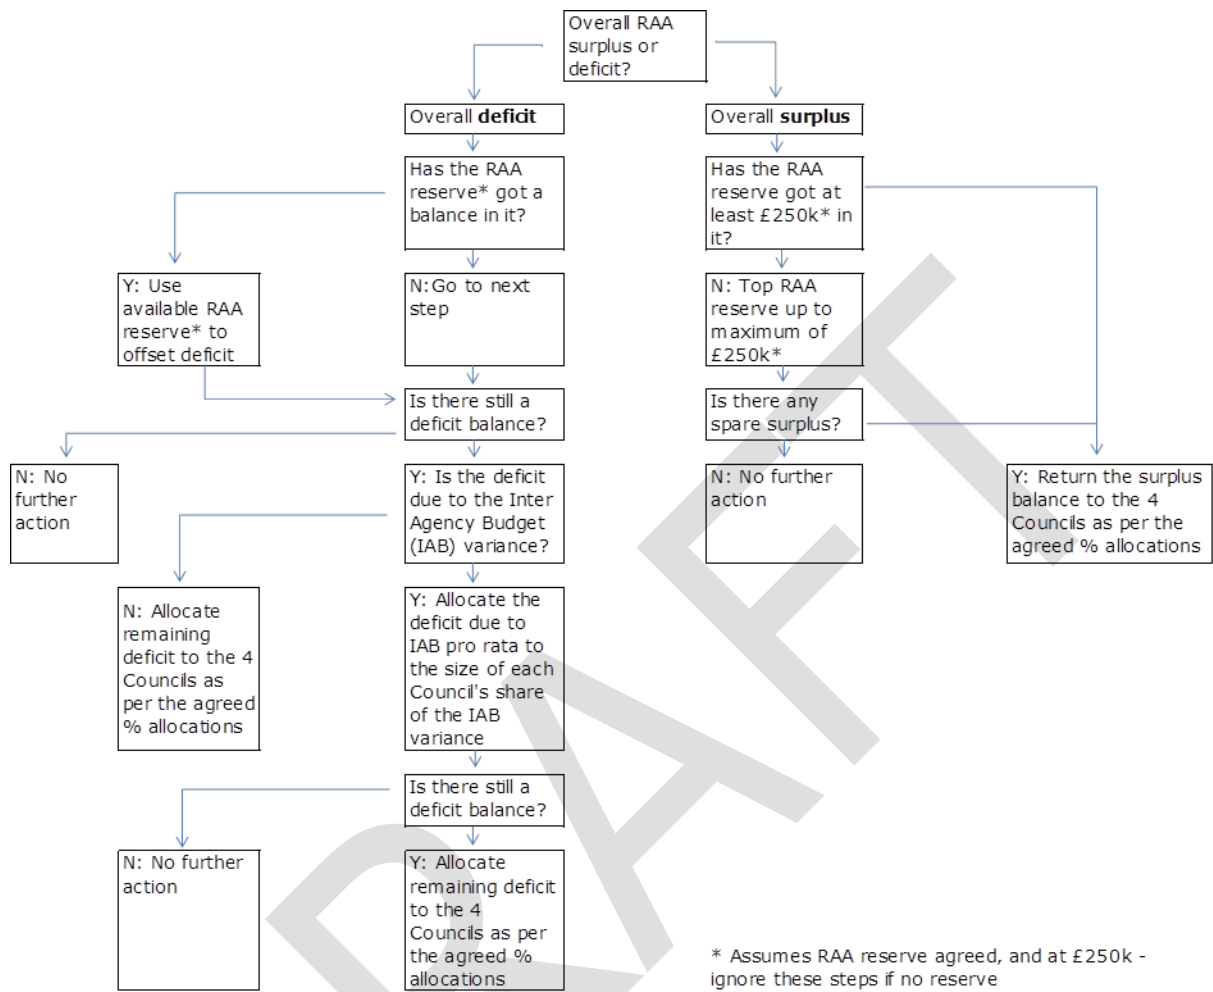 Overall RAA
surplus or
deficit?
Overall deficit
Overall surplus
Has the RAA
reserve* got a
balance in it?
Has the RAA
reserve got at
least £250k* in
it?
Y: Use
available RAA
reserve* to
offset deficit
N:Go to next
step
N: Top RAA
reserve up to
maximum of
£250k*
Is there still a
deficit balance?
Is there any
spare surplus?
N: No
further
action
Y: Is the deficit
due to the Inter
Agency Budget
(IAB) variance?
N: No further
action
Y: Return the surplus
balance to the 4
Councils as per the
agreed % allocations
N: Allocate
remaining
deficit to the 4
Councils as
per the agreed
% allocations
Y: Allocate the
deficit due to
IAB pro rata to
the size of each
Council's share
of the IAB
variance
Is there still a
deficit balance?
N: No further
action
Y: Allocate
remaining deficit
to the 4
Councils as per
the agreed %
allocations
* Assumes RAA reserve agreed, and at £250k -
ignore these steps if no reserve
RAFT